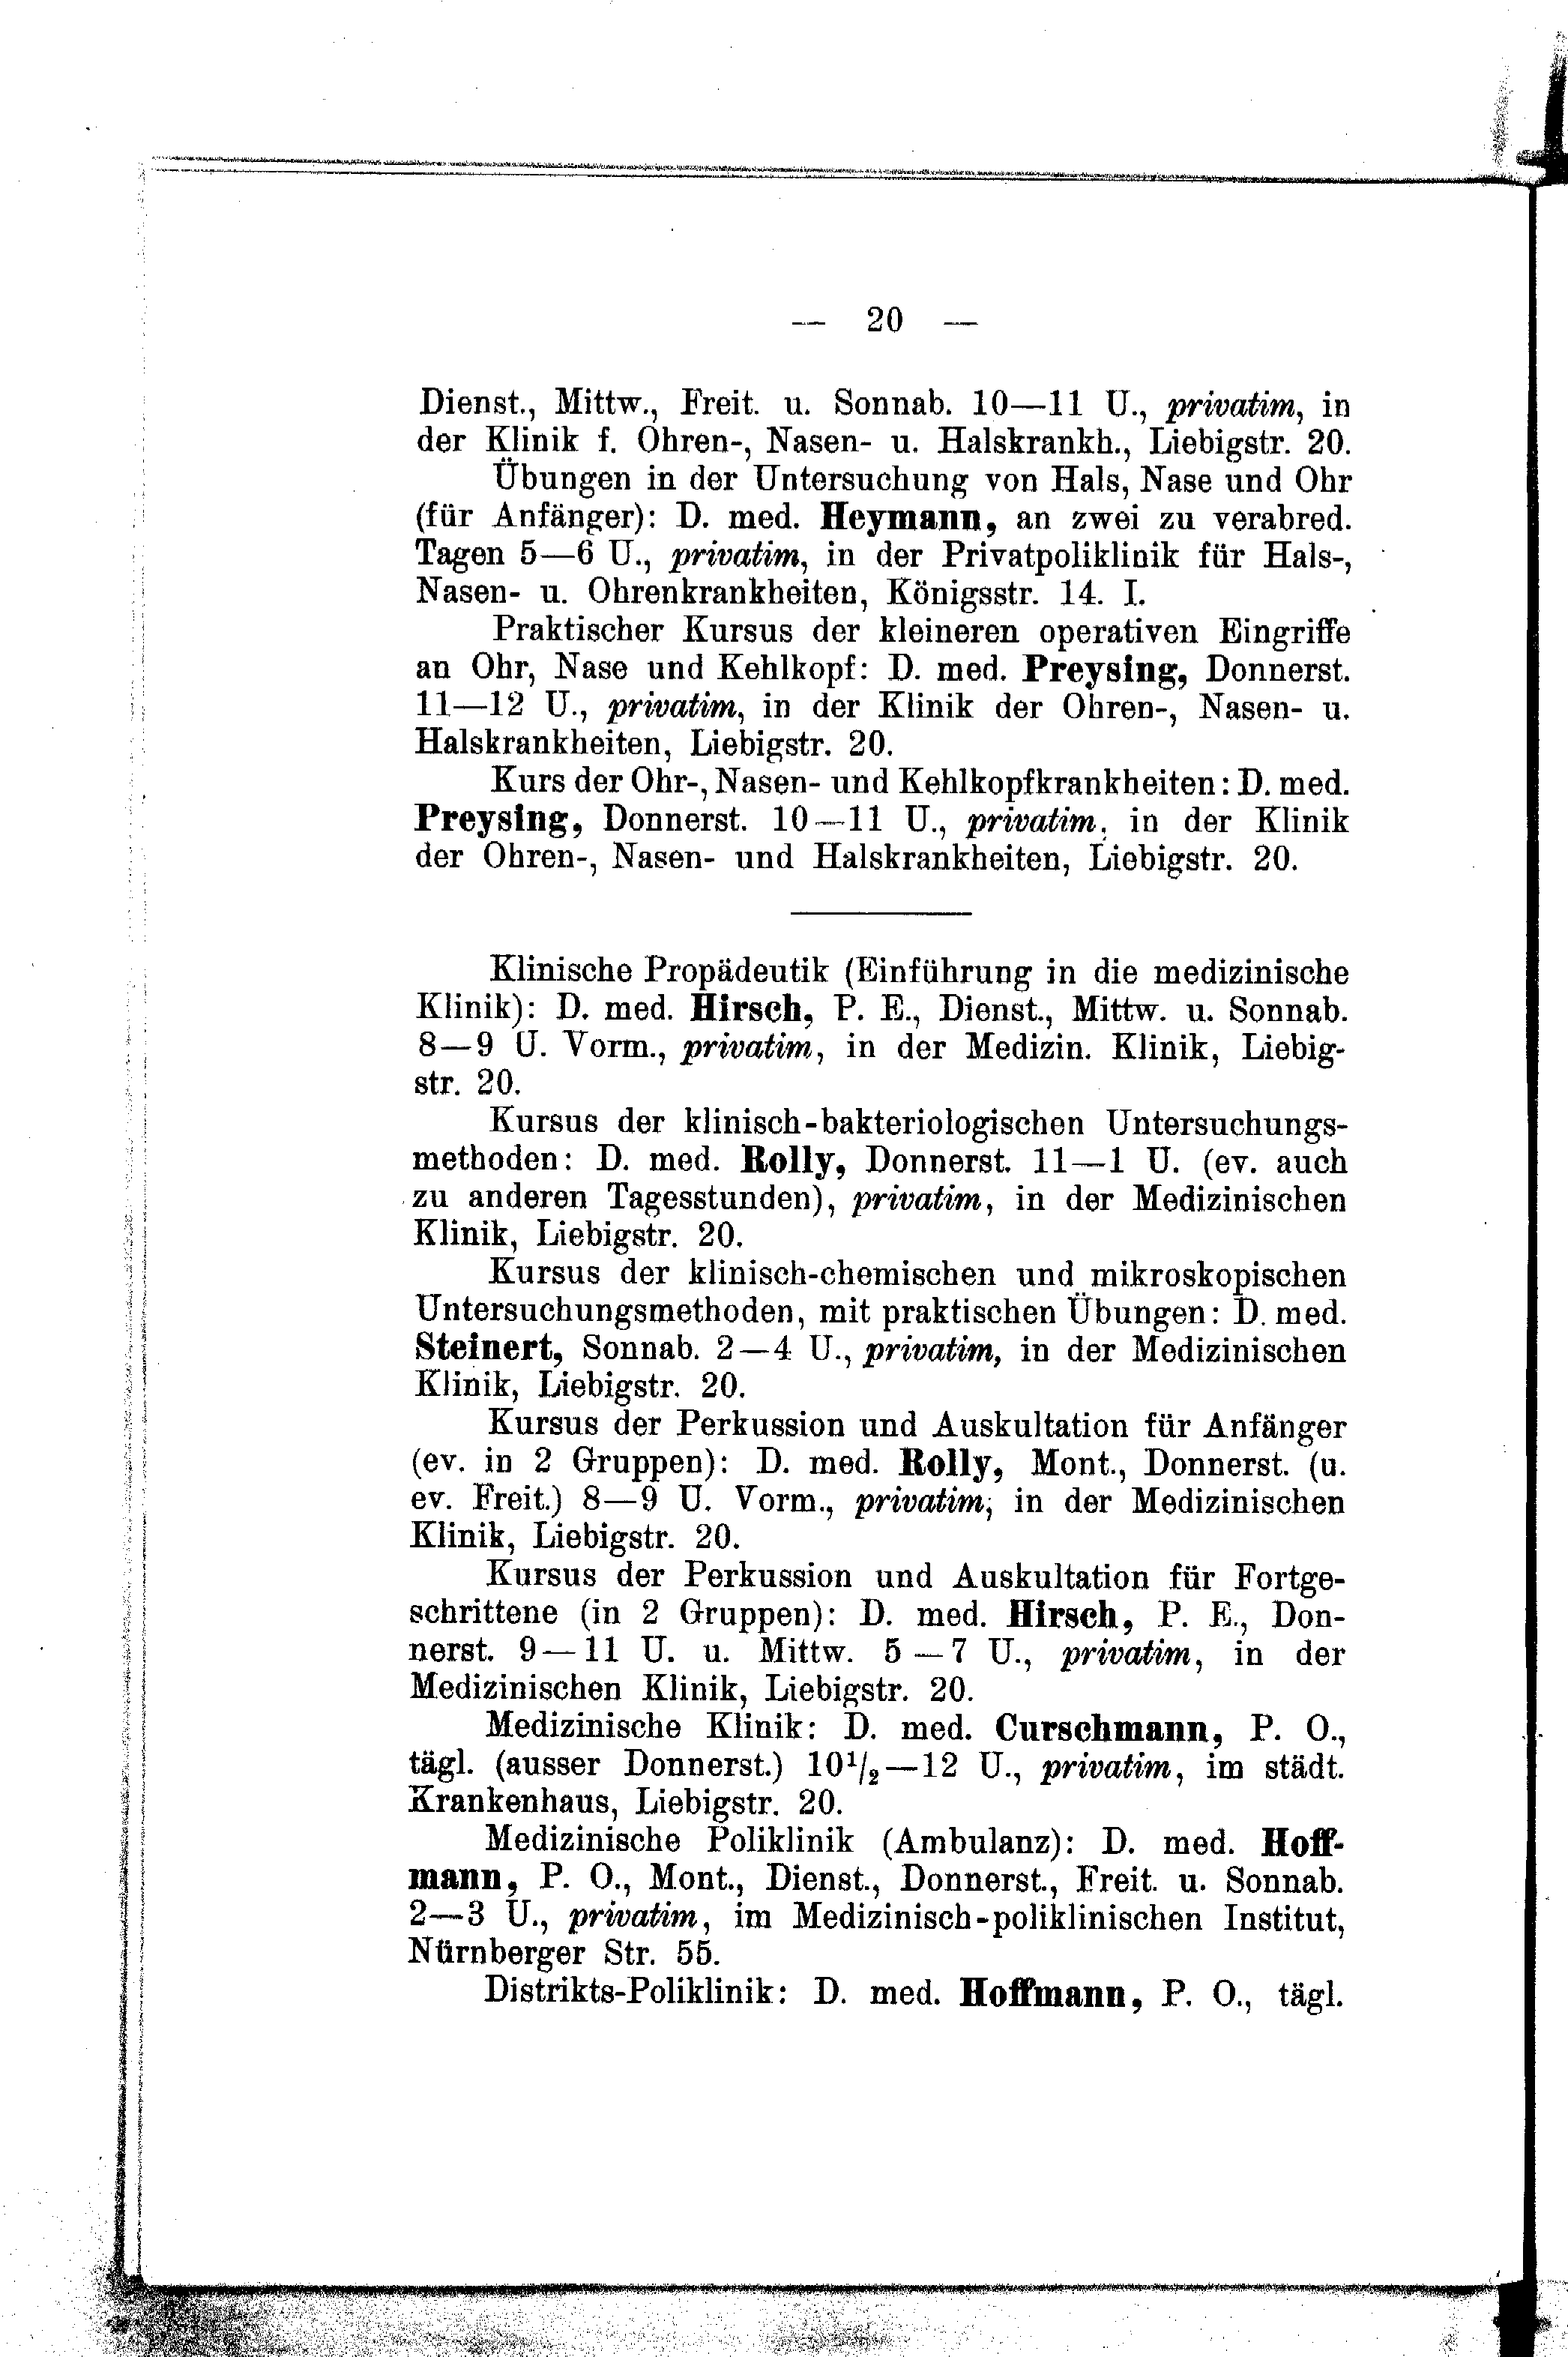 — 20 —
Dienst., Mittw., Freit. u. Sonnab. 10—11 U., privatim, in
der Klinik f. Ohren-, Nasen- u. Halskrankh., Liebigstr. 20.
Übungen in der Untersuchung von Hals, Nase und Ohr
(für Anfänger): D. med. Heymann, an zwei zu verabred.
Tagen 5—6 U., privatim, in der Privatpoliklinik für Hals-,
Nasen- u. Ohrenkrankheiten, Königsstr. 14. I.
Praktischer Kursus der kleineren operativen Eingriffe
an Ohr, Nase und Kehlkopf: D. med. Preysing, Donnerst.
11—12 U., privatim, in der Klinik der Ohren-, Nasen- u.
Halskrankheiten, Liebigstr. 20.
Kurs der Ohr-, Nasen- und Kehlkopfkrankheiten: D. med.
Preysing, Donnerst. 10—11 U., privatim, in der Klinik
der Ohren-, Nasen- und Halskrankheiten, Liebigstr. 20.
Klinische Propädeutik (Einführung in die medizinische
Klinik): D. med. Hirsch, P. E., Dienst., Mittw. u. Sonnab.
8—9 U. Vorm., privatim, in der Medizin. Klinik, Liebig-
str. 20.
Kursus der klinisch-bakteriologischen Untersuchungs-
methoden: D. med. Rolly, Donnerst. 11—1 U. (ev. auch
zu anderen Tagesstunden), privatim, in der Medizinischen
Klinik, Liebigstr. 20.
Kursus der klinisch-chemischen und mikroskopischen
Untersuchungsmethoden, mit praktischen Übungen: D. med.
Steinert, Sonnab. 2—4 U., privatim, in der Medizinischen
Klinik, Liebigstr. 20.
Kursus der Perkussion und Auskultation für Anfänger
(ev. in 2 Gruppen): D. med. Rolly, Mont., Donnerst. (u.
ev. Freit.) 8—9 U. Vorm., privatim, in der Medizinischen
Klinik, Liebigstr. 20.
Kursus der Perkussion und Auskultation für Fortge-
schrittene (in 2 Gruppen): D. med. Hirsch, P. E., Don-
nerst. 9—11 U. u. Mittw. 5—7 U., privatim, in der
Medizinischen Klinik, Liebigstr. 20.
Medizinische Klinik: D. med. Curschmann, P. O.,
tägl. (ausser Donnerst.) 10¹/₂—12 U., privatim, im städt.
Krankenhaus, Liebigstr. 20.
Medizinische Poliklinik (Ambulanz): D. med. Hoff-
mann, P. O., Mont., Dienst., Donnerst., Freit. u. Sonnab.
2—3 U., privatim, im Medizinisch-poliklinischen Institut,
Nürnberger Str. 55.
Distrikts-Poliklinik: D. med. Hoffmann, P. O., tägl.